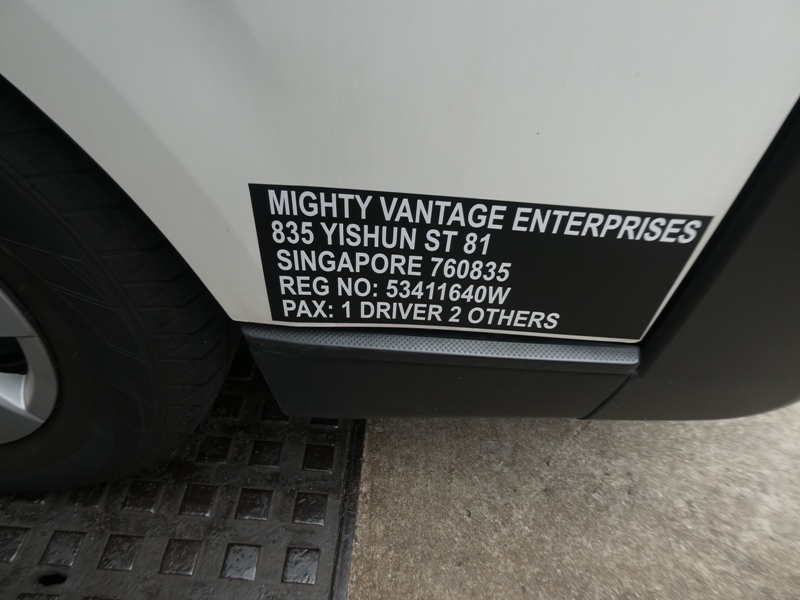 MIGHTY VANTAGE ENTERPRISES
835 YISHUN ST 81
SINGAPORE 760835
REG NO: 53411640W
PAX: 1 DRIVER 2 OTHERS